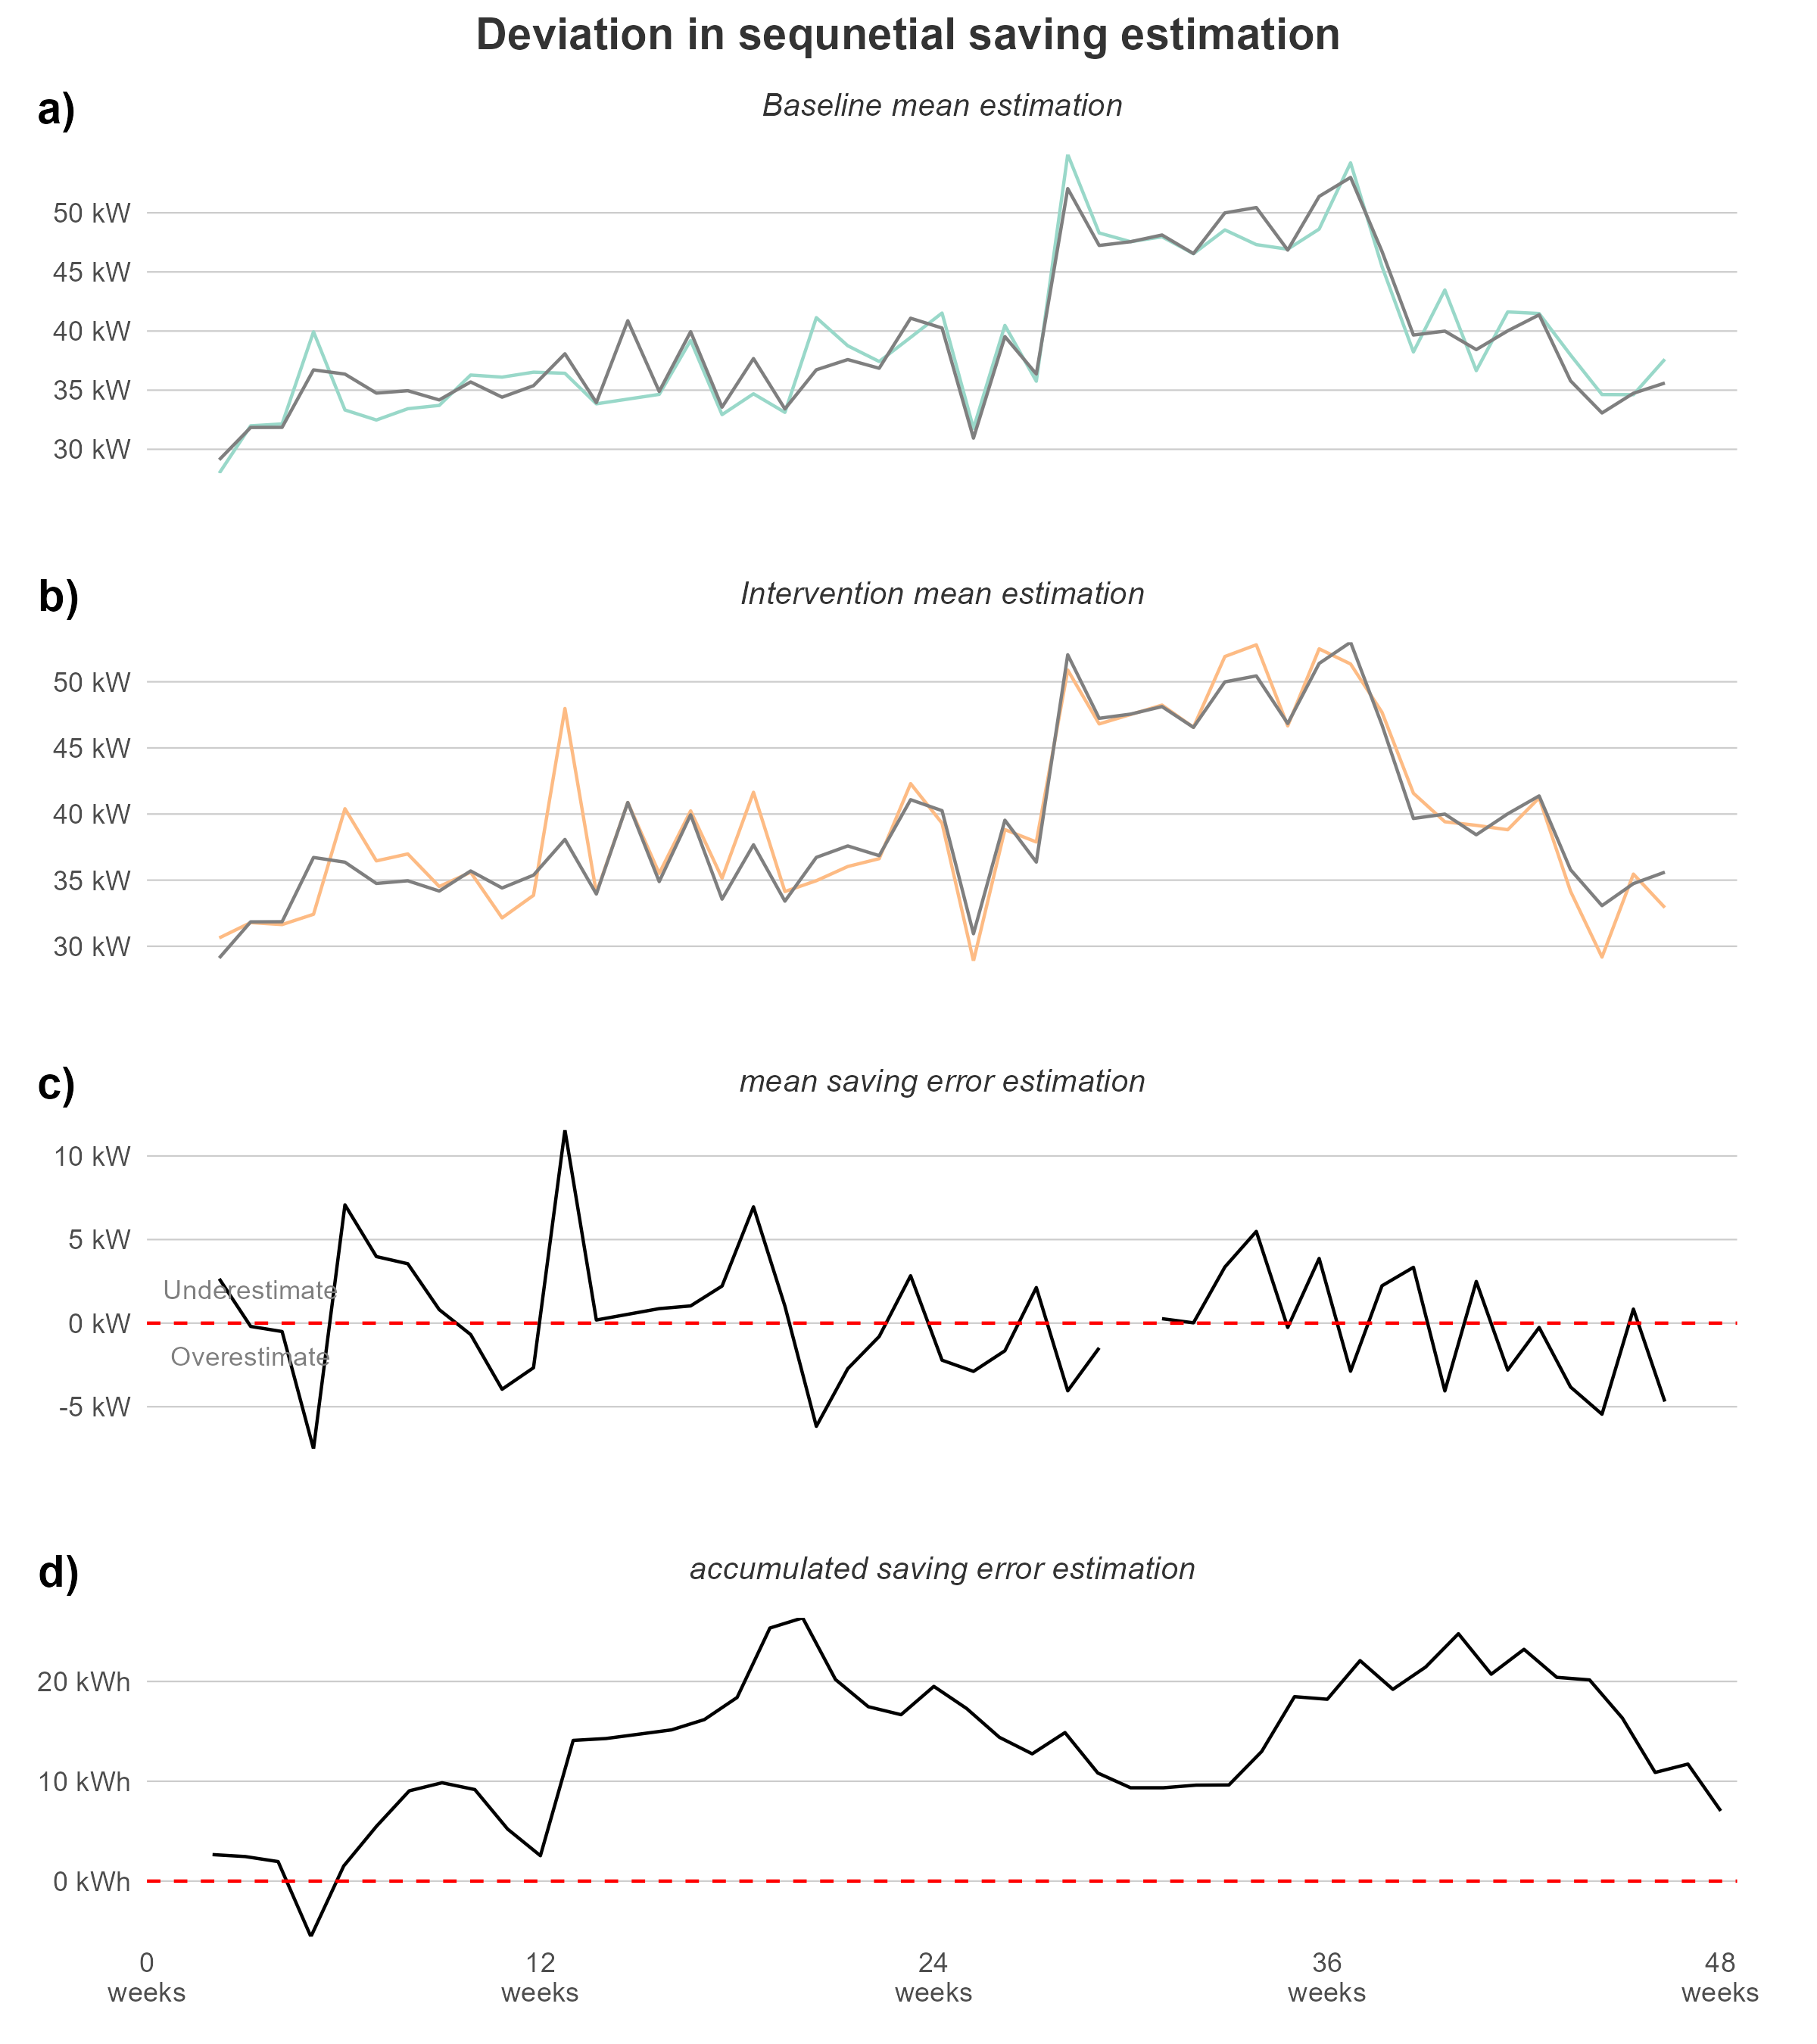 Deviation in sequnetial saving estimation
a)
Baseline mean estimation
50 kW
45 kW
40 kW
35 kW
30 kW
b)
Intervention mean estimation
50 kW
45 kW
40 kW
35 kW
30 kW
c)
mean saving error estimation
10 kW
5 kW
Underestimate
0 kW
Overestimate
-5 kW
d)
accumulated saving error estimation
20 kWh
10 kWh
0 kWh
0 12 24 36 48
weeks weeks weeks weeks weeks